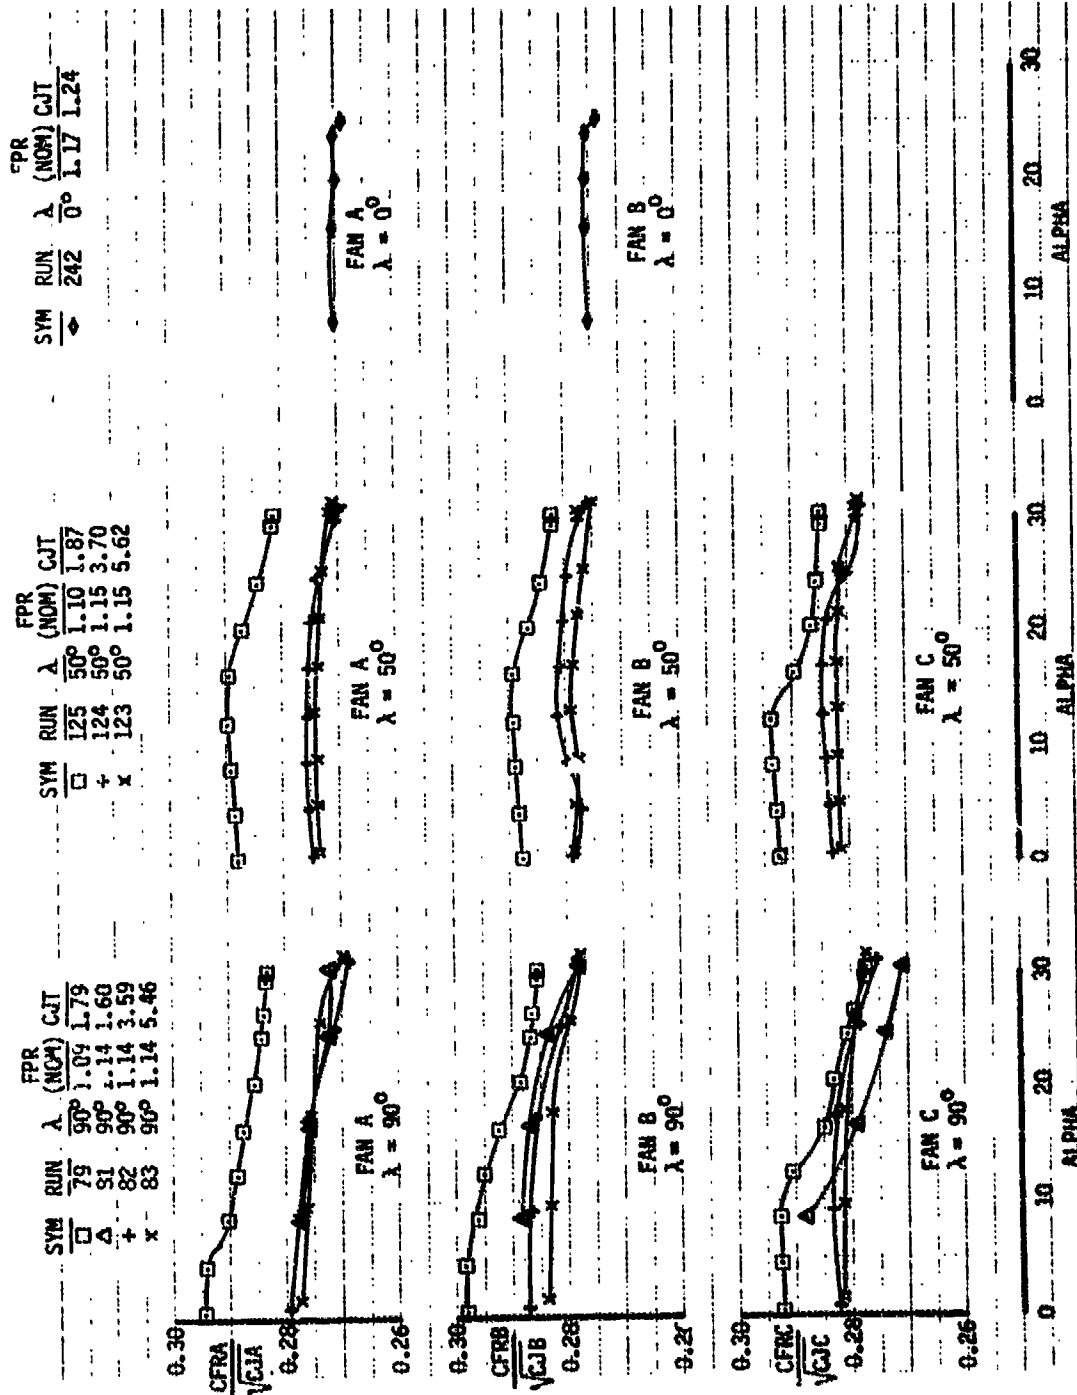 SYM RUN λ FPR (NOM) CJT
□ 79 90° 1.09 1.79
△ 81 90° 1.14 1.60
+ 82 90° 1.14 3.59
x 83 90° 1.14 5.46
SYM RUN λ FPR (NOM) CJT
□ 125 50° 1.10 1.87
+ 124 50° 1.15 3.70
x 123 50° 1.15 5.62
SYM RUN λ FPR (NOM) CJT
◇ 242 0° 1.17 1.24
CFRA
√CJA
0.30
0.28
0.26
FAN A
λ = 90°
FAN A
λ = 50°
FAN A
λ = 0°
CFRB
√CJB
0.30
0.28
FAN B
λ = 90°
FAN B
λ = 50°
FAN B
λ = 0°
CFRC
√CJC
0.30
0.28
0.26
FAN C
λ = 90°
FAN C
λ = 50°
0 10 20 30
ALPHA
0 10 20 30
ALPHA
0 10 20 30
ALPHA